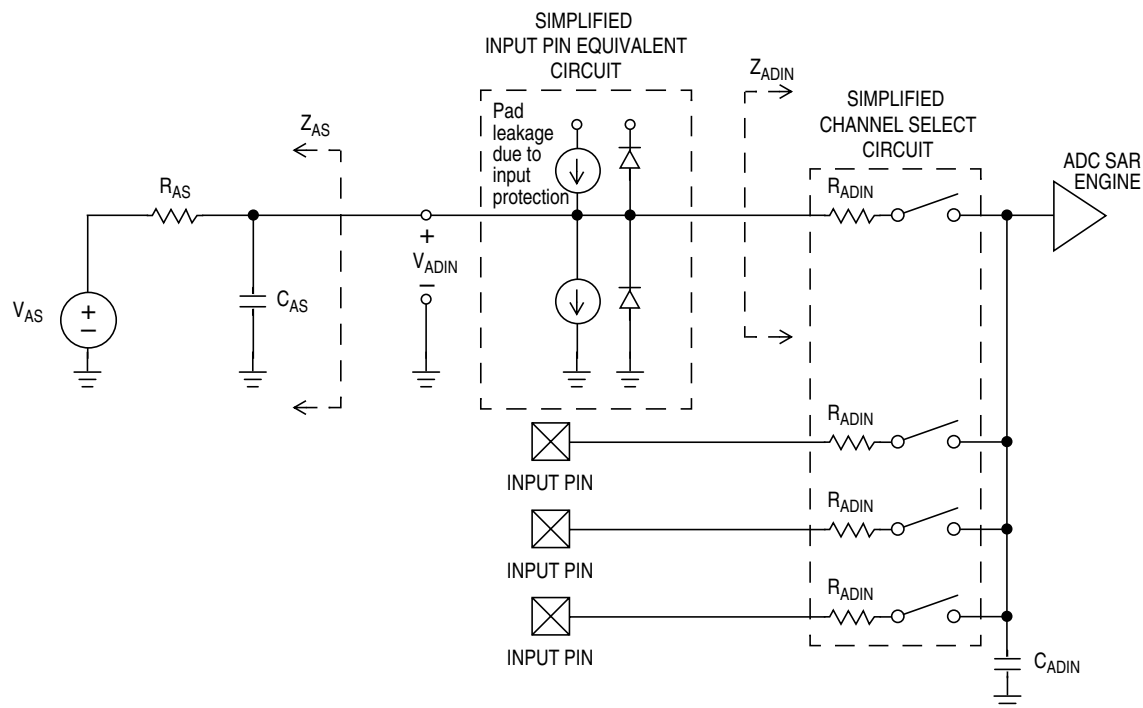 SIMPLIFIED
INPUT PIN EQUIVALENT
CIRCUIT
Pad
leakage
due to
input
protection
ZAS
ZADIN
SIMPLIFIED
CHANNEL SELECT
CIRCUIT
ADC SAR
ENGINE
RAS
RADIN
+
VADIN
−
CAS
VAS
+
−
RADIN
INPUT PIN
RADIN
INPUT PIN
RADIN
INPUT PIN
CADIN